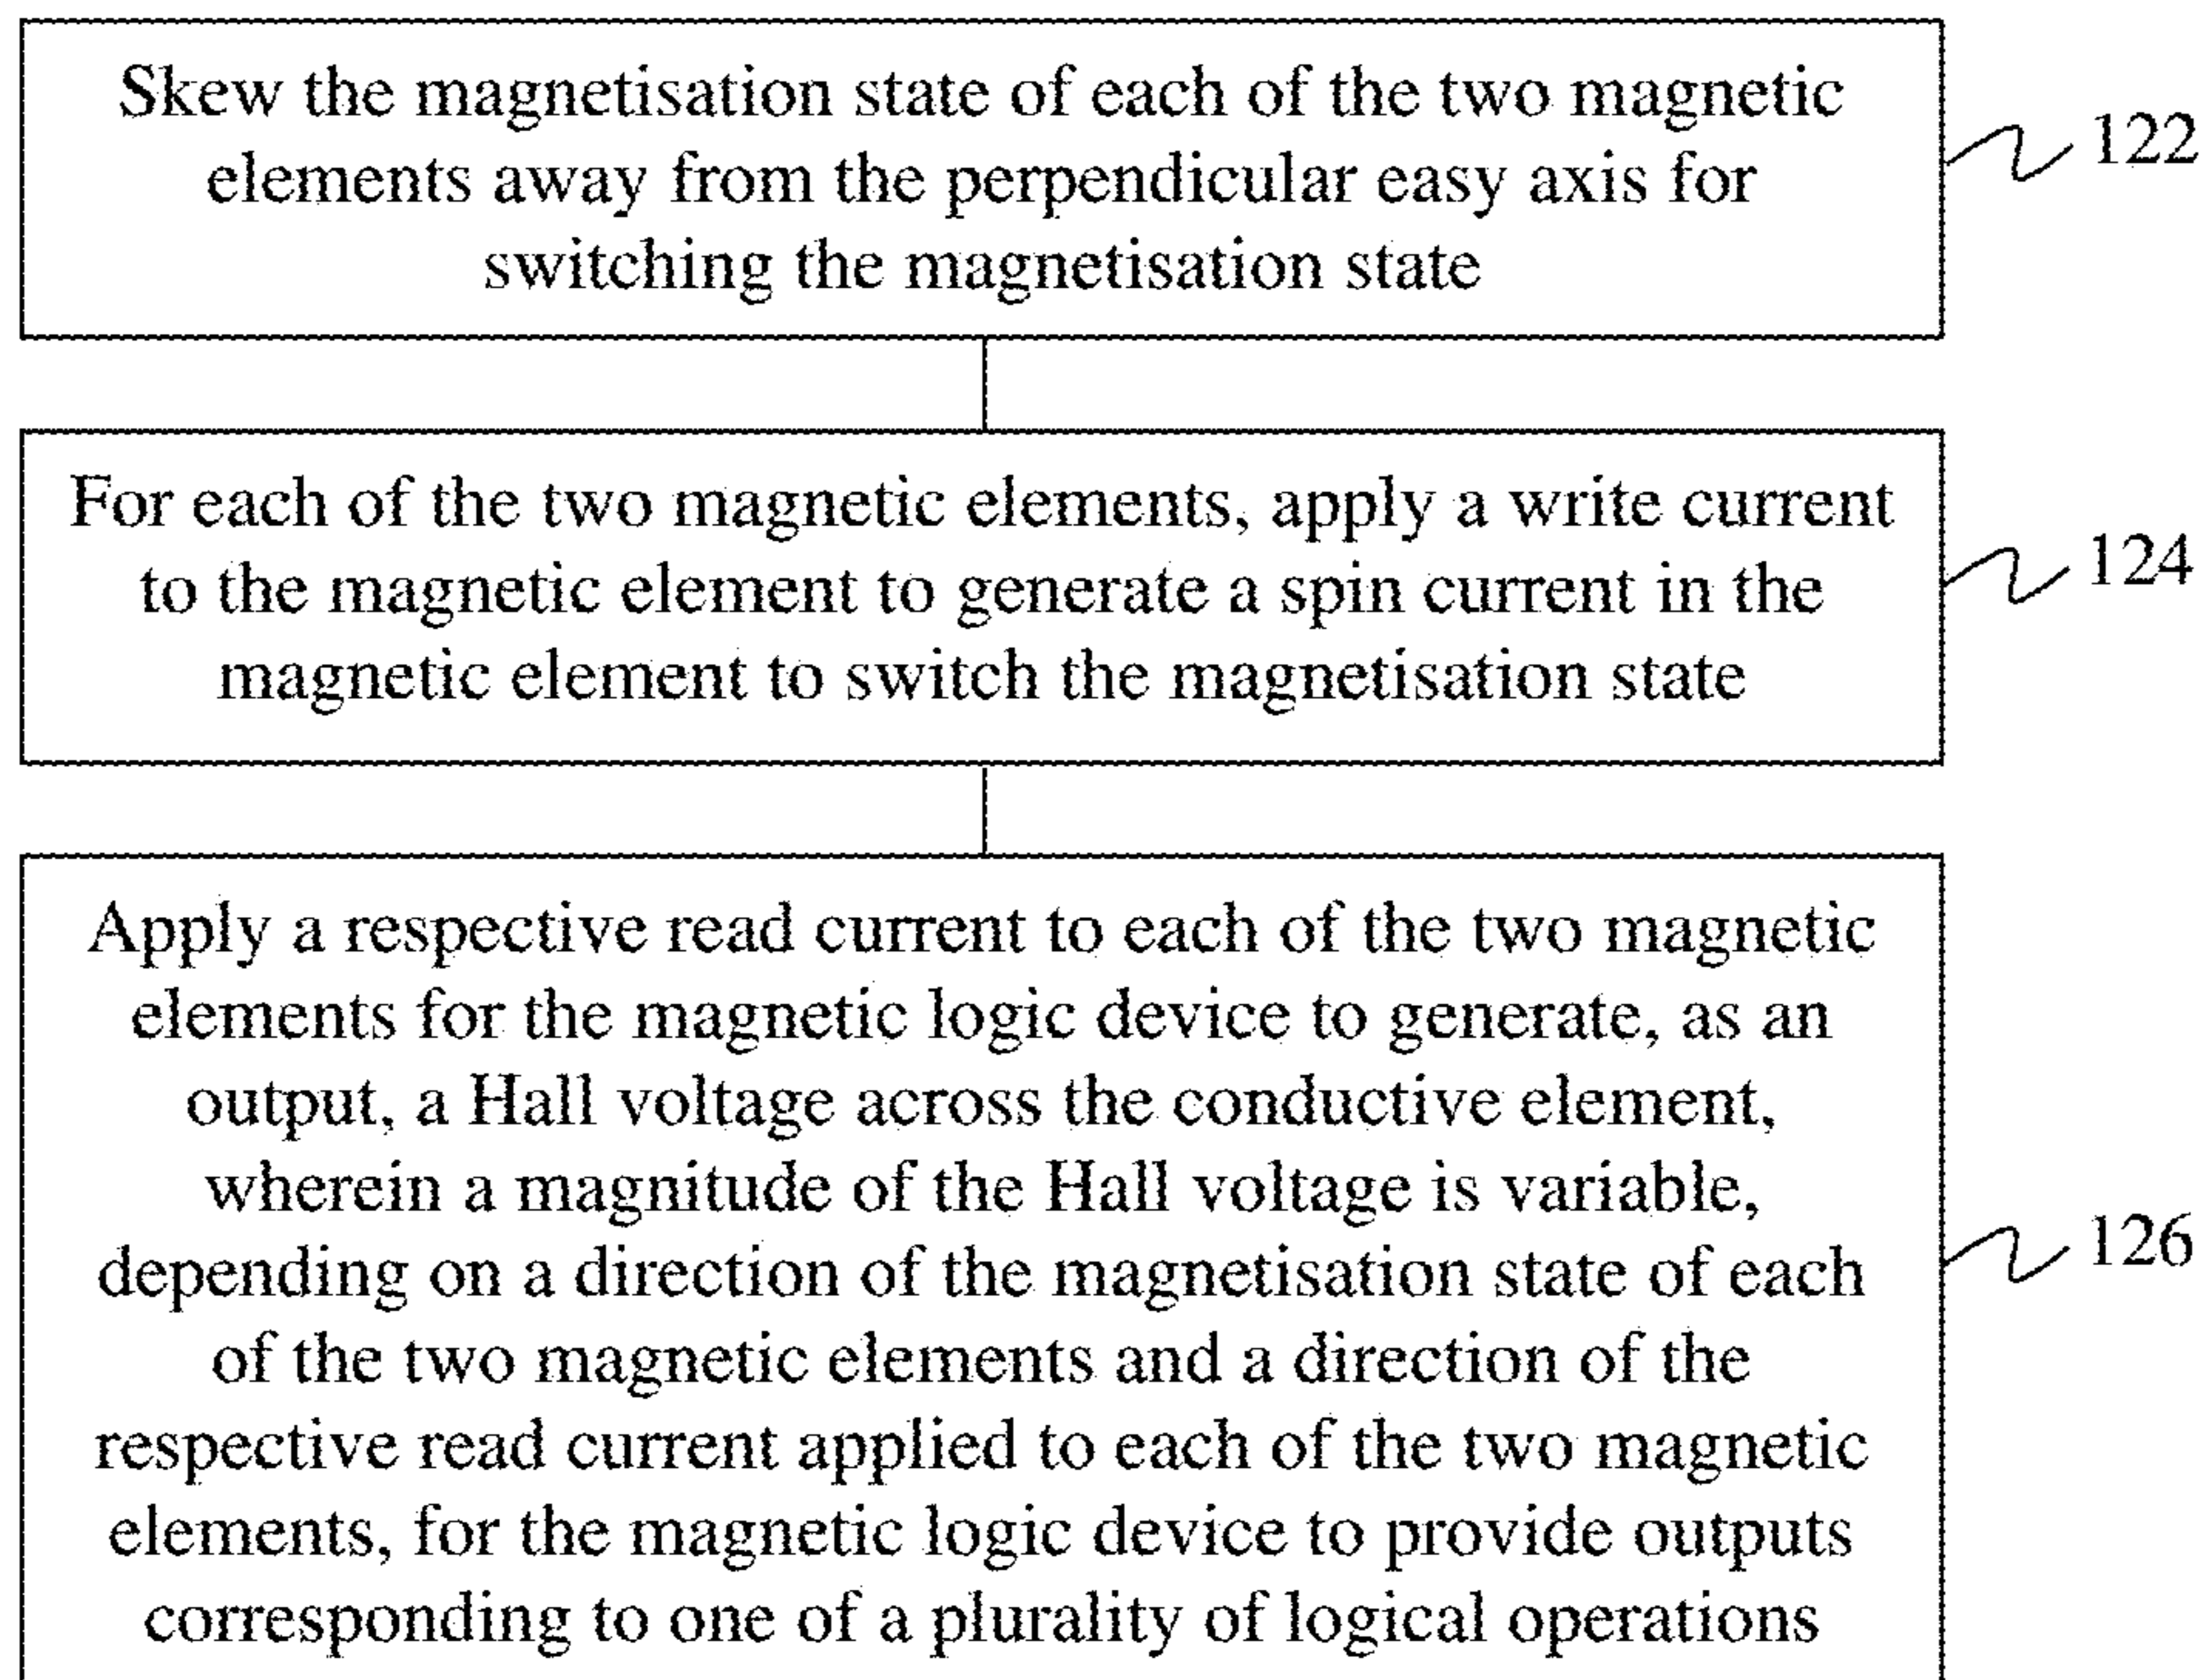 Skew the magnetisation state of each of the two magnetic
elements away from the perpendicular easy axis for
switching the magnetisation state
122
For each of the two magnetic elements, apply a write current
to the magnetic element to generate a spin current in the
magnetic element to switch the magnetisation state
124
Apply a respective read current to each of the two magnetic
elements for the magnetic logic device to generate, as an
output, a Hall voltage across the conductive element,
wherein a magnitude of the Hall voltage is variable,
depending on a direction of the magnetisation state of each
of the two magnetic elements and a direction of the
respective read current applied to each of the two magnetic
elements, for the magnetic logic device to provide outputs
corresponding to one of a plurality of logical operations
126